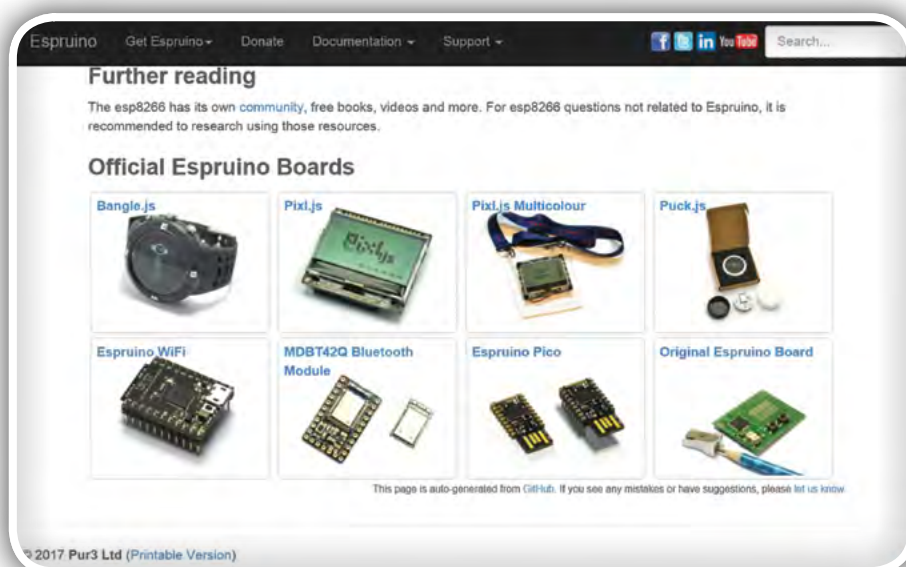 Espruino Get Espruino Donate Documentation Support You Tube Search...
Further reading
The esp8266 has its own community, free books, videos and more. For esp8266 questions not related to Espruino, it is
recommended to research using those resources.
Official Espruino Boards
Bangle.js Pixl.js Pixl.js Multicolour Puck.js
Pixl.js
Espruino WiFi MDBT42Q Bluetooth Espruino Pico Original Espruino Board
Module
This page is auto-generated from GitHub. If you see any mistakes or have suggestions, please let us know.
© 2017 Pur3 Ltd (Printable Version)